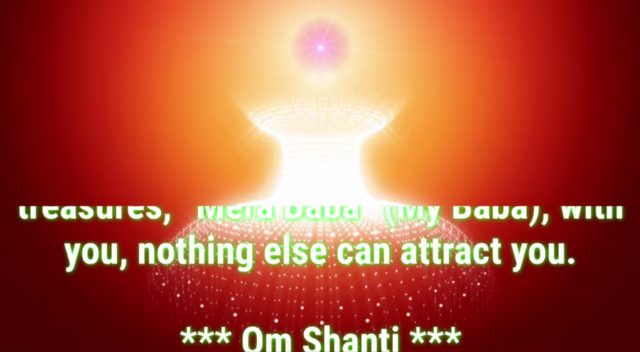 treasures, "Mera Baba" (My Baba), with
you, nothing else can attract you.
*** Om Shanti ***